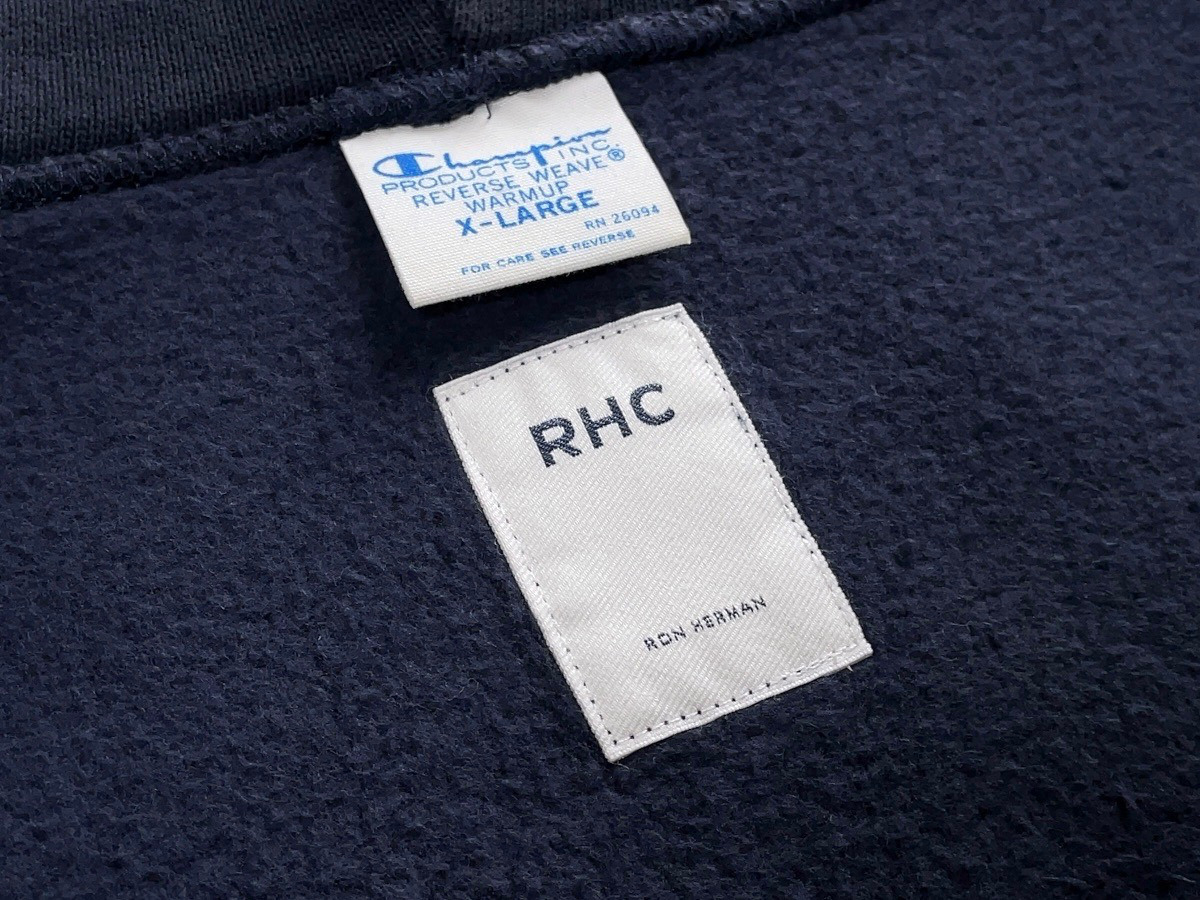 Champion
PRODUCTS INC.
REVERSE WEAVE®
WARMUP
X-LARGE
RN 26094
FOR CARE SEE REVERSE
RHC
RON HERMAN